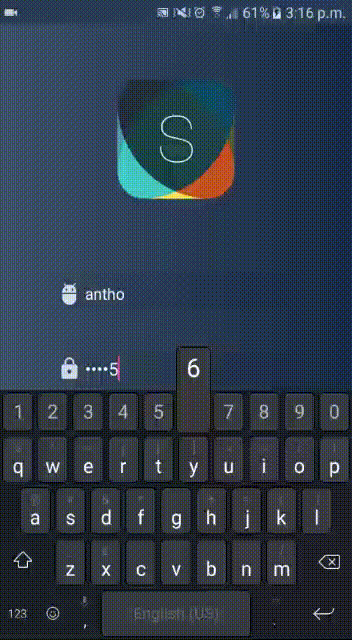 61% 3:16 p.m.
S
antho
••••5
6
1 2 3 4 5 7 8 9 0
q w e r t y u i o p
a s d f g h j k l
z x c v b n m
123 , English (US) .